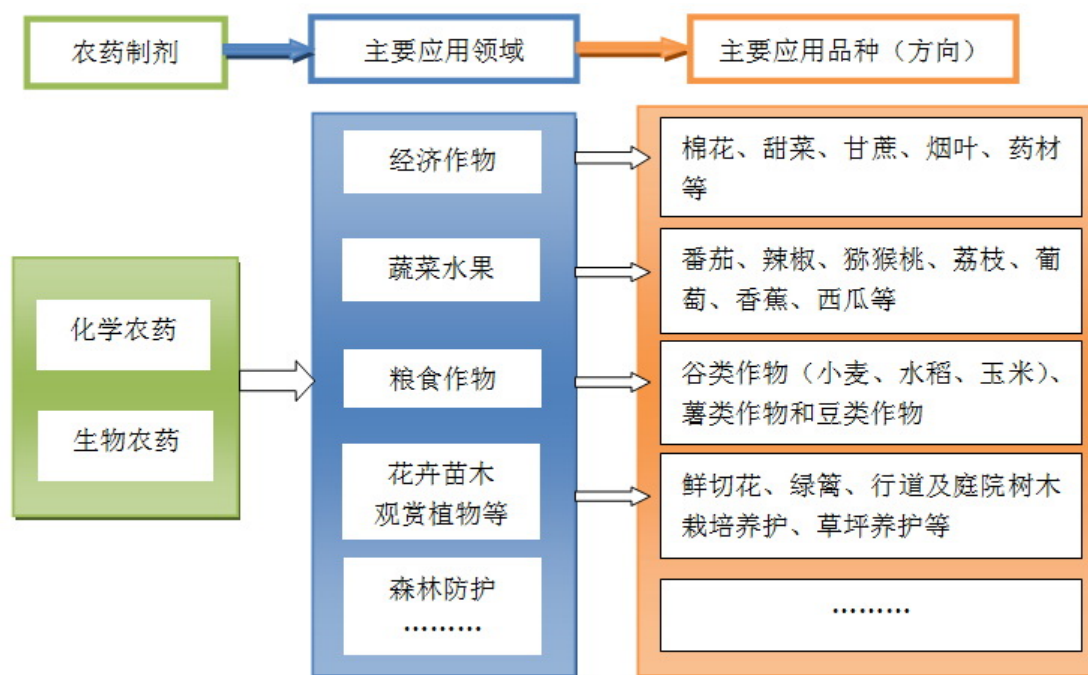 农药制剂
主要应用领域
主要应用品种（方向）
化学农药
生物农药
经济作物
棉花、甜菜、甘蔗、烟叶、药材
等
蔬菜水果
番茄、辣椒、猕猴桃、荔枝、葡
萄、香蕉、西瓜等
粮食作物
谷类作物（小麦、水稻、玉米）、
薯类作物和豆类作物
花卉苗木
观赏植物等
鲜切花、绿篱、行道及庭院树木
栽培养护、草坪养护等
森林防护
………
………